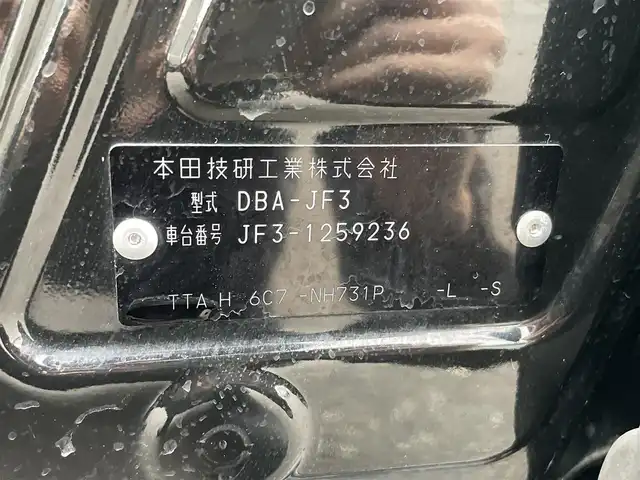 本田技研工業株式会社
型式 DBA-JF3
車台番号 JF3-1259236
TTA H 6C7 -NH731P -L -S